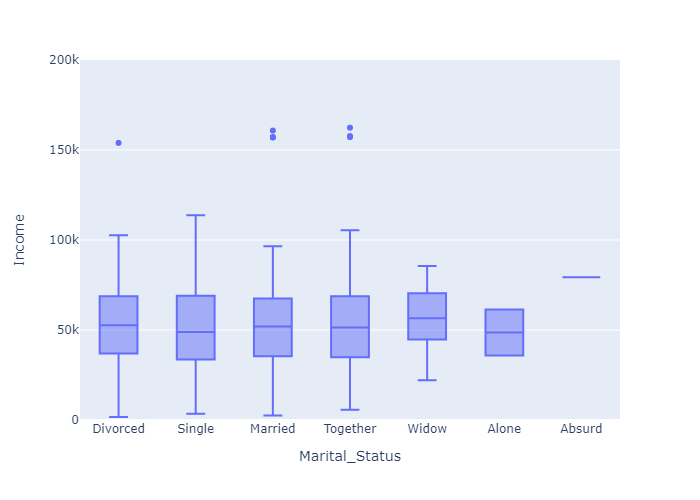 200k
150k
100k
50k
0
Income
Divorced Single Married Together Widow Alone Absurd
Marital_Status